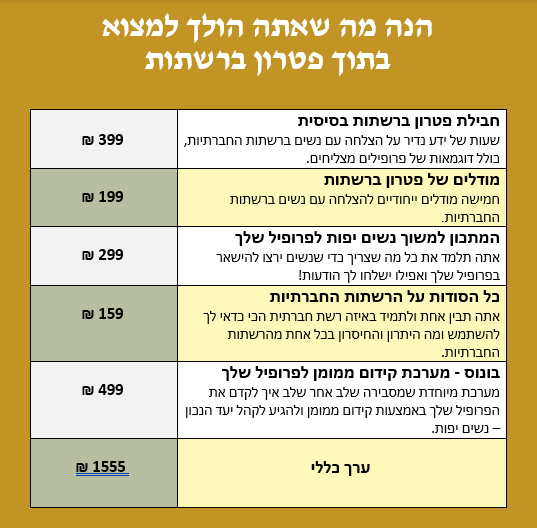 הנה מה שאתה הולך למצוא
בתוך פטרון ברשתות
חבילת פטרון ברשתות בסיסית
שעות של ידע נדיר על הצלחה עם נשים ברשתות החברתיות,
כולל דוגמאות של פרופילים מצליחים.
399 ₪
מודלים של פטרון ברשתות
חמישה מודלים ייחודיים להצלחה עם נשים ברשתות
החברתיות.
199 ₪
המתכון למשוך נשים יפות לפרופיל שלך
אתה תלמד את כל מה שצריך כדי שנשים ירצו להישאר
בפרופיל שלך ואפילו ישלחו לך הודעות!
299 ₪
כל הסודות על הרשתות החברתיות
אתה תבין אחת ולתמיד באיזה רשת חברתית הכי כדאי לך
להשתמש ומה היתרון והחיסרון בכל אחת מהרשתות
החברתיות.
159 ₪
בונוס - מערכת קידום ממומן לפרופיל שלך
מערכת מיוחדת שמסבירה שלב אחר שלב איך לקדם את
הפרופיל שלך באמצעות קידום ממומן ולהגיע לקהל יעד הנכון
– נשים יפות.
499 ₪
ערך כללי
1555 ₪